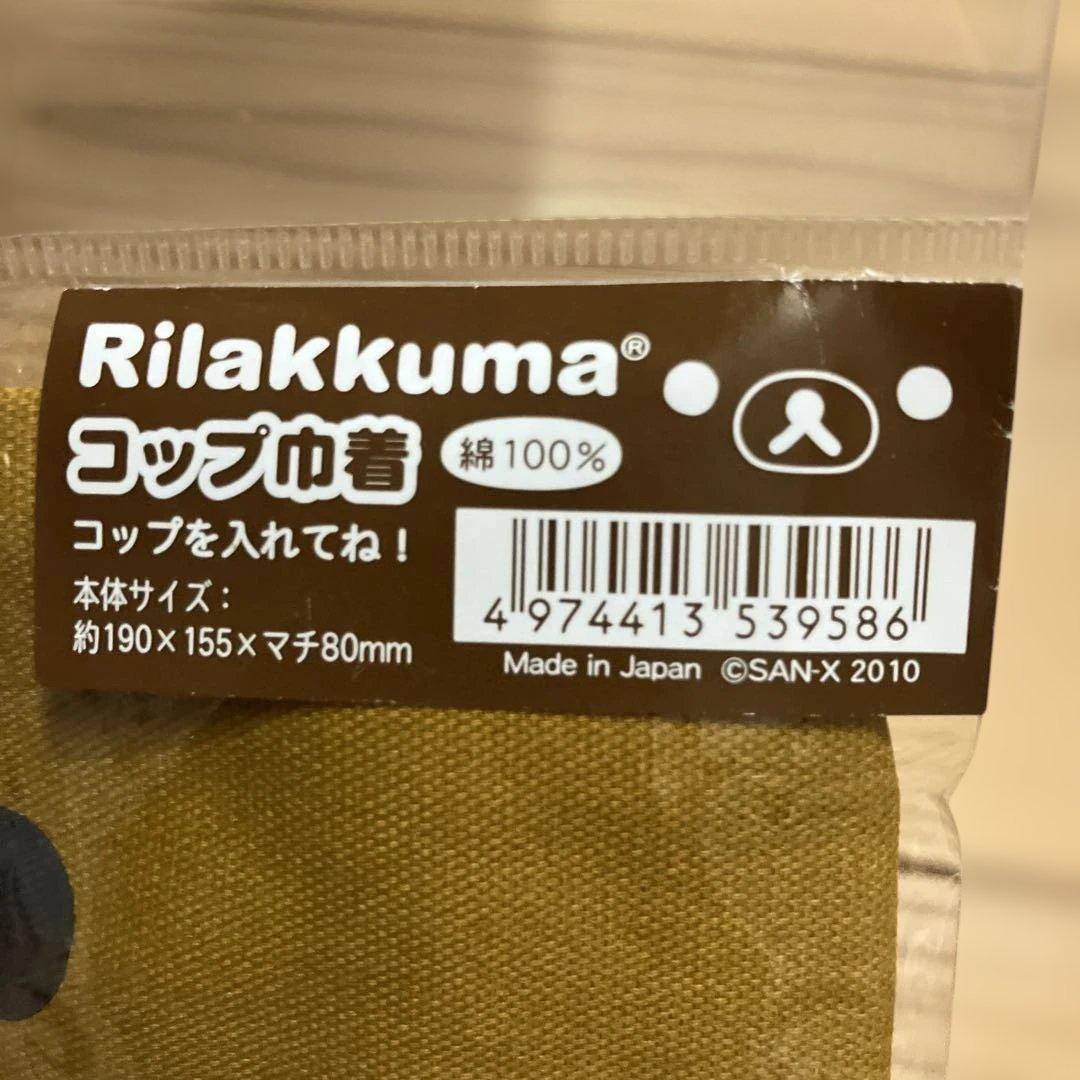 Rilakkuma®
コップ巾着
綿100%
コップを入れてね!
本体サイズ:
約190×155×マチ80mm
4 974413 539586
Made in Japan ©SAN-X 2010